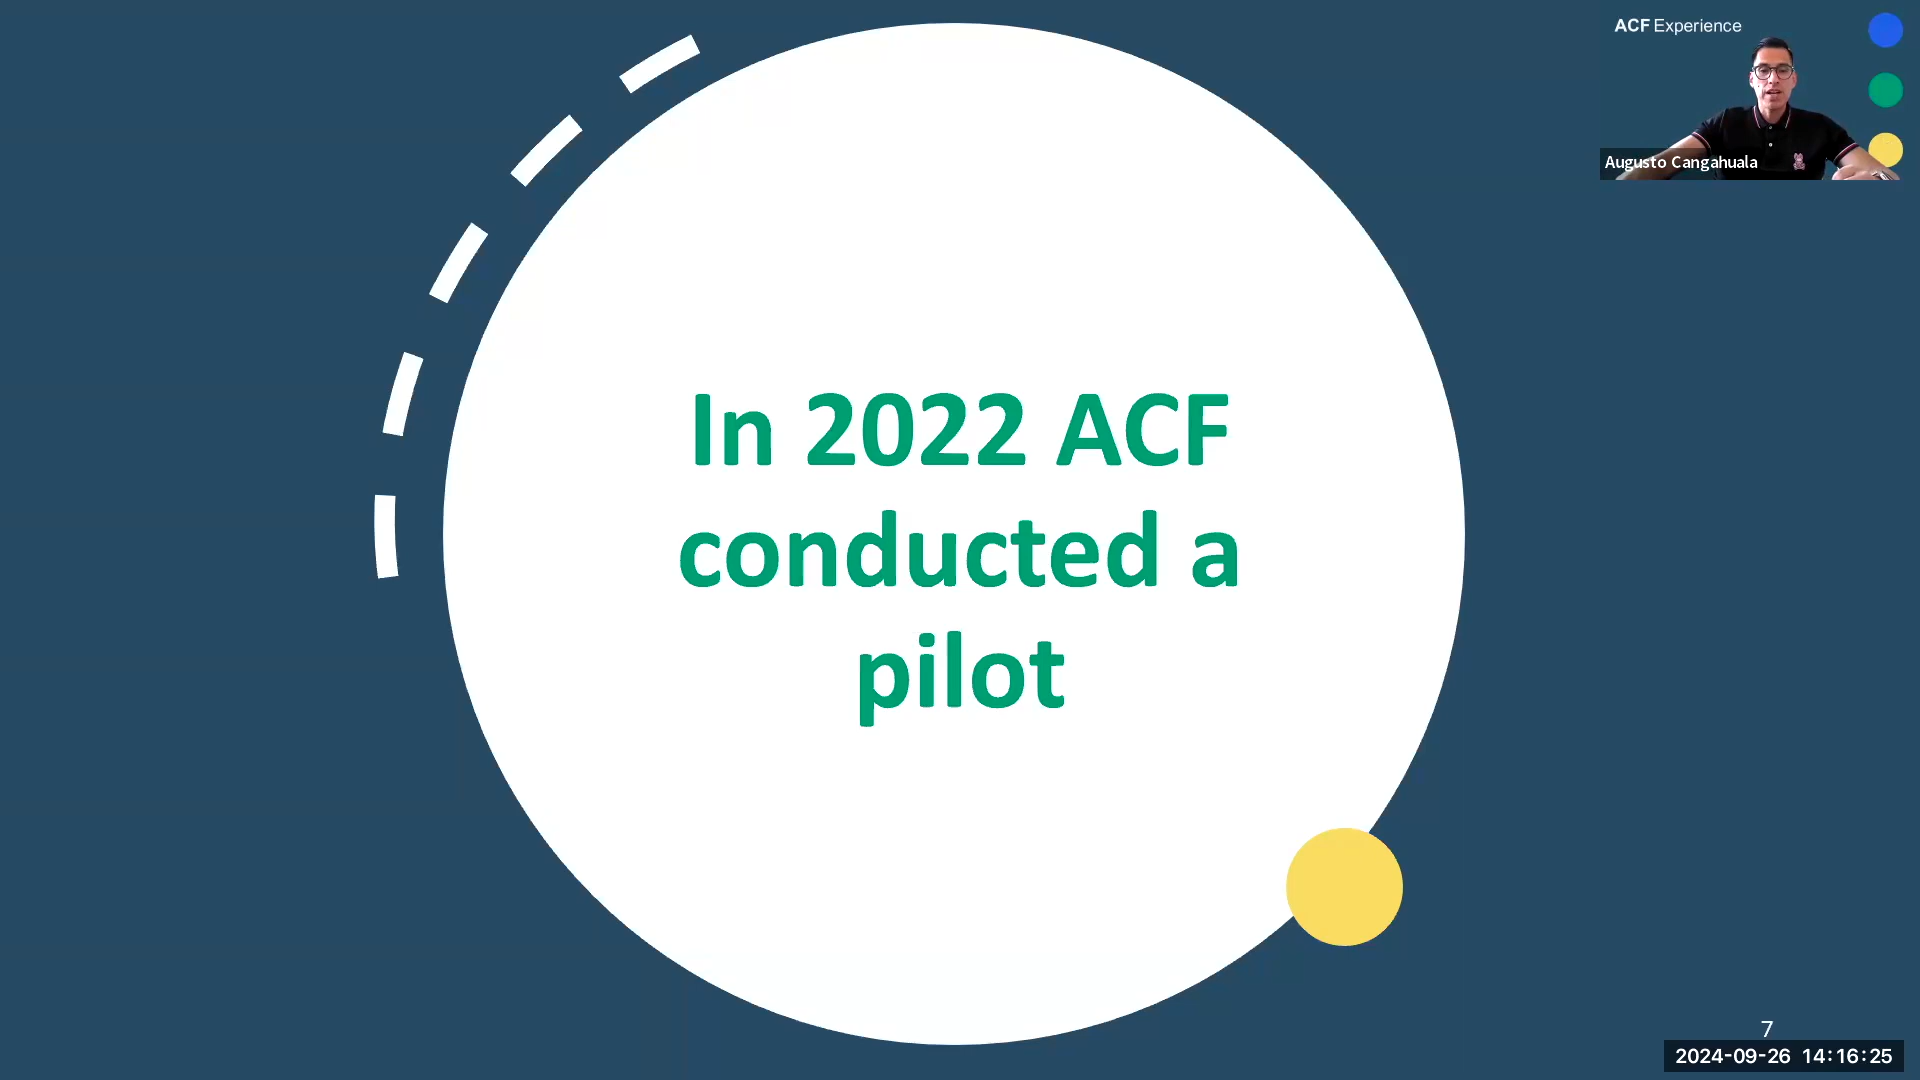 ACF Experience
Augusto Cangahuala
In 2022 ACF
conducted a
pilot
7
2024-09-26 14:16:25